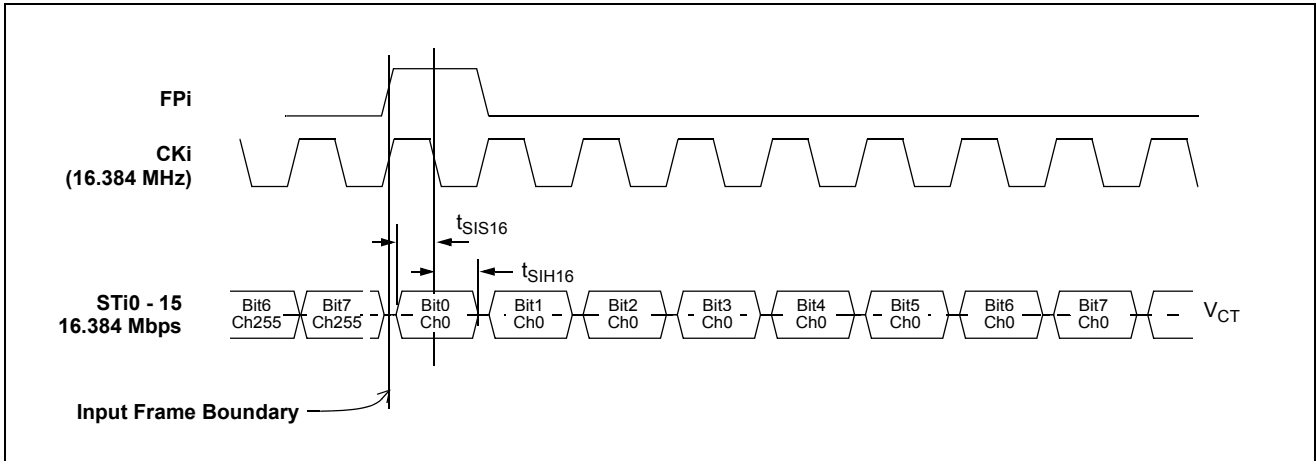 FPi
CKi
(16.384 MHz)
tSIS16
tSIH16
STi0 - 15
16.384 Mbps
Bit6
Ch255
Bit7
Ch255
Bit0
Ch0
Bit1
Ch0
Bit2
Ch0
Bit3
Ch0
Bit4
Ch0
Bit5
Ch0
Bit6
Ch0
Bit7
Ch0
VCT
Input Frame Boundary